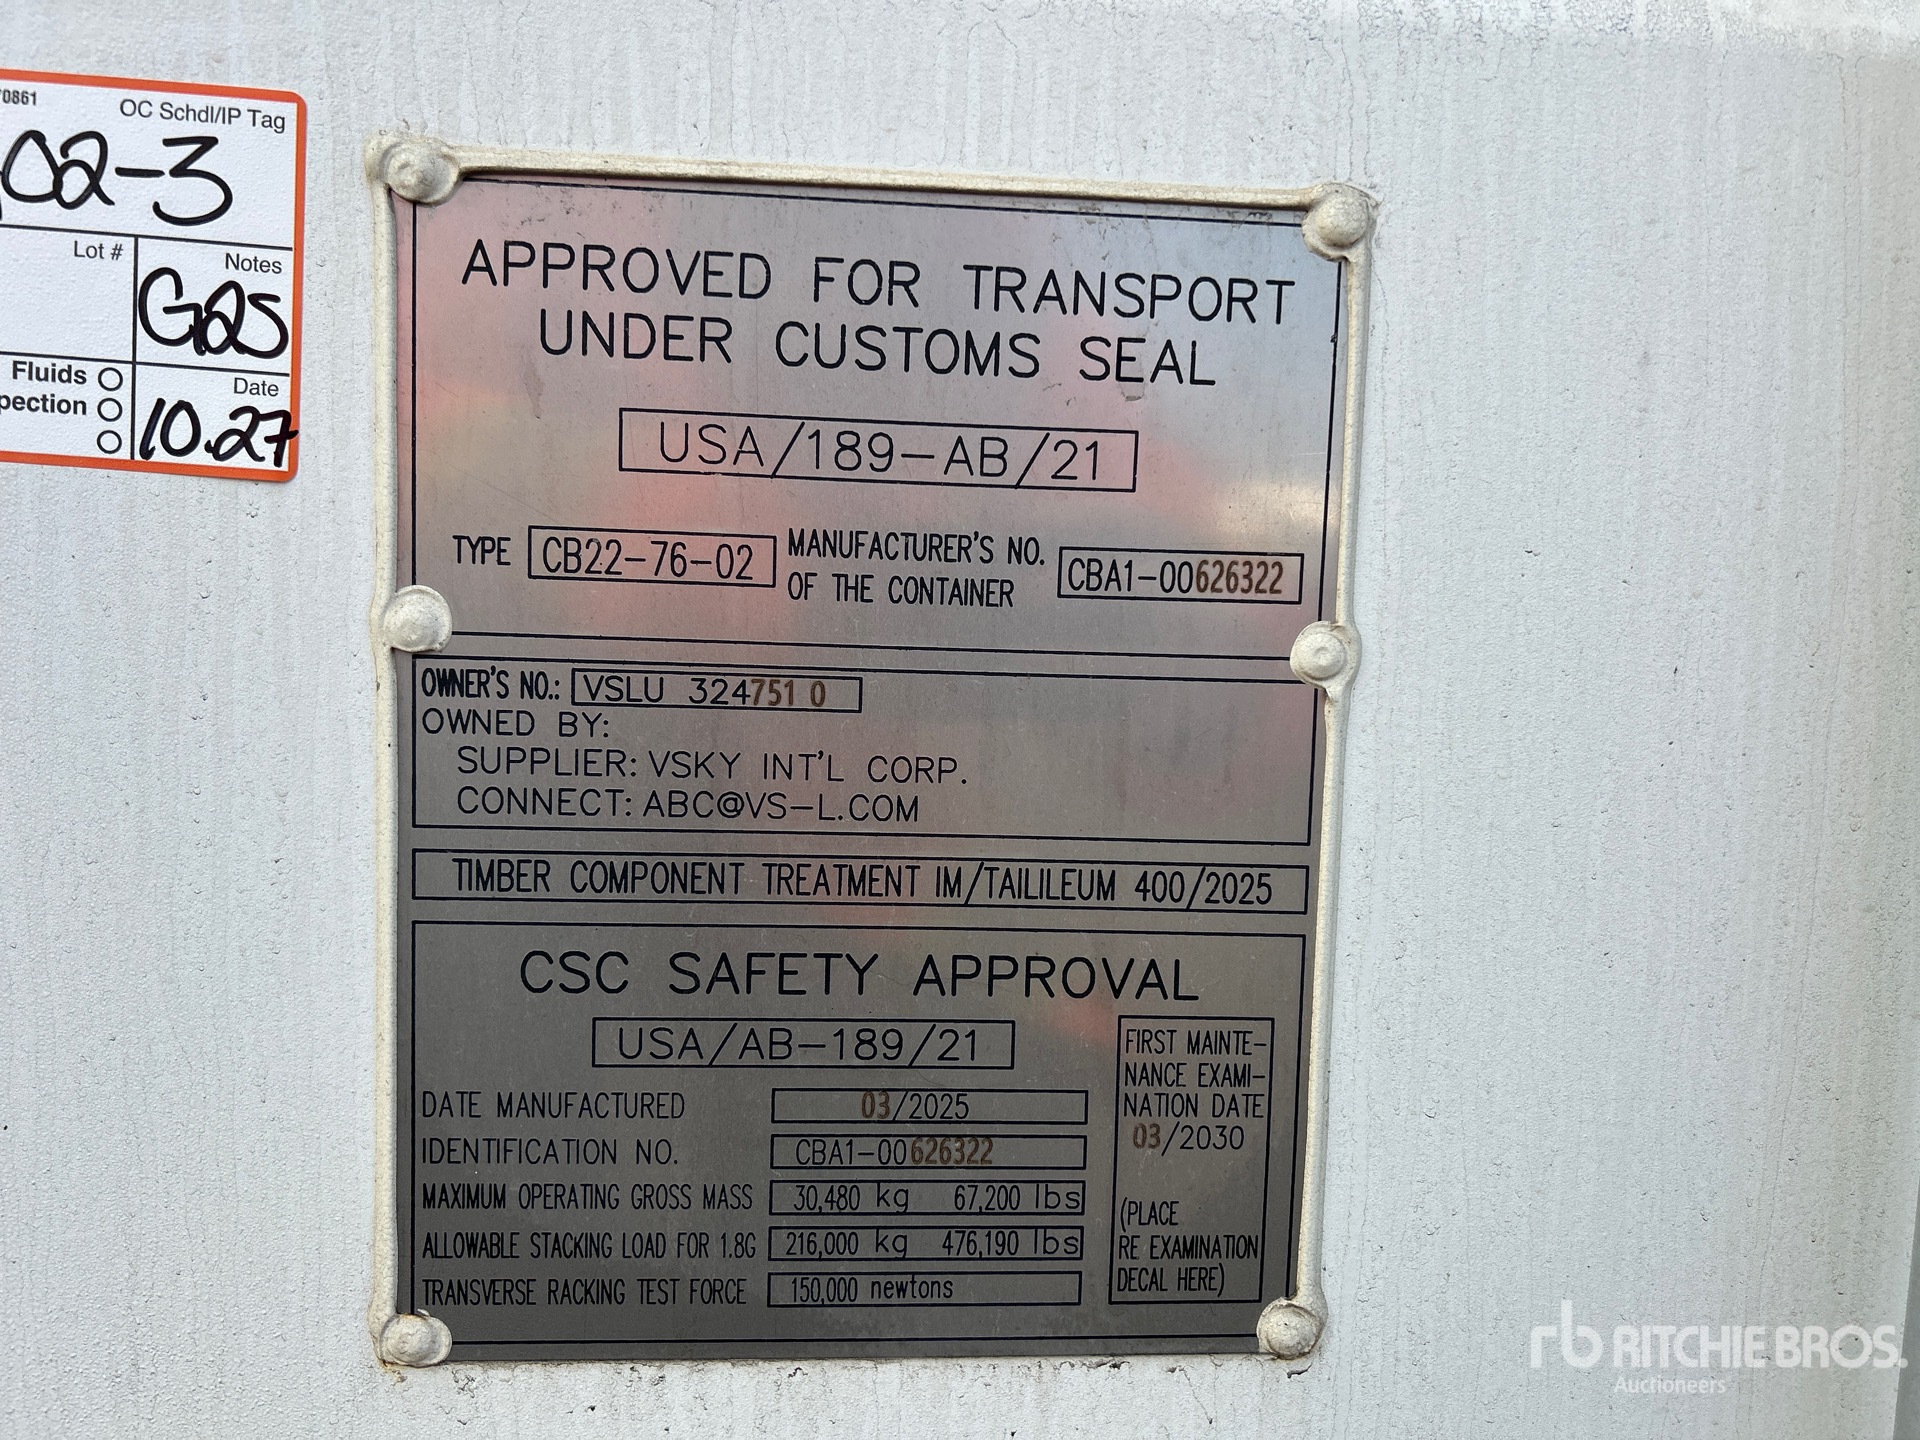 70861
OC Schdl/IP Tag
02-3
Lot #
Notes
G25
Fluids
pection
Date
10.27
APPROVED FOR TRANSPORT
UNDER CUSTOMS SEAL
USA/189-AB/21
TYPE CB22-76-02 MANUFACTURER'S NO. OF THE CONTAINER CBA1-00626322
OWNER'S NO.: VSLU 324751 0
OWNED BY:
SUPPLIER: VSKY INT'L CORP.
CONNECT: ABC@VS-L.COM
TIMBER COMPONENT TREATMENT IM/TAILILEUM 400/2025
CSC SAFETY APPROVAL
USA/AB-189/21
DATE MANUFACTURED 03/2025
IDENTIFICATION NO. CBA1-00626322
MAXIMUM OPERATING GROSS MASS 30,480 kg 67,200 lbs
ALLOWABLE STACKING LOAD FOR 1.8G 216,000 kg 476,190 lbs
TRANSVERSE RACKING TEST FORCE 150,000 newtons
FIRST MAINTE-
NANCE EXAMI-
NATION DATE
03/2030
(PLACE
RE EXAMINATION
DECAL HERE)
rb RITCHIE BROS.
Auctioneers